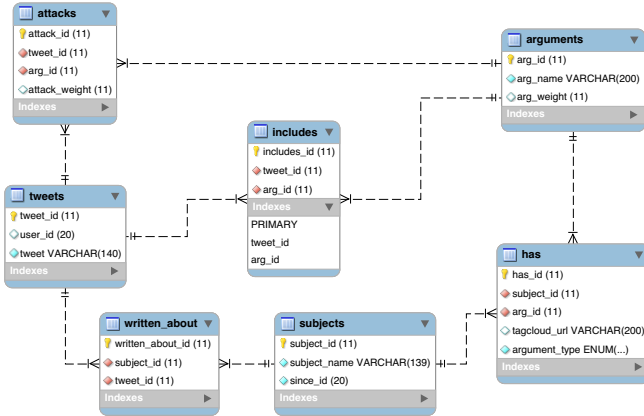 attacks
attack_id (11)
tweet_id (11)
arg_id (11)
attack_weight (11)
Indexes
arguments
arg_id (11)
arg_name VARCHAR(200)
arg_weight (11)
Indexes
includes
includes_id (11)
tweet_id (11)
arg_id (11)
Indexes
PRIMARY
tweet_id
arg_id
tweets
tweet_id (11)
user_id (20)
tweet VARCHAR(140)
Indexes
has
has_id (11)
subject_id (11)
arg_id (11)
tagcloud_url VARCHAR(200)
argument_type ENUM(...)
Indexes
written_about
written_about_id (11)
subject_id (11)
tweet_id (11)
Indexes
subjects
subject_id (11)
subject_name VARCHAR(139)
since_id (20)
Indexes